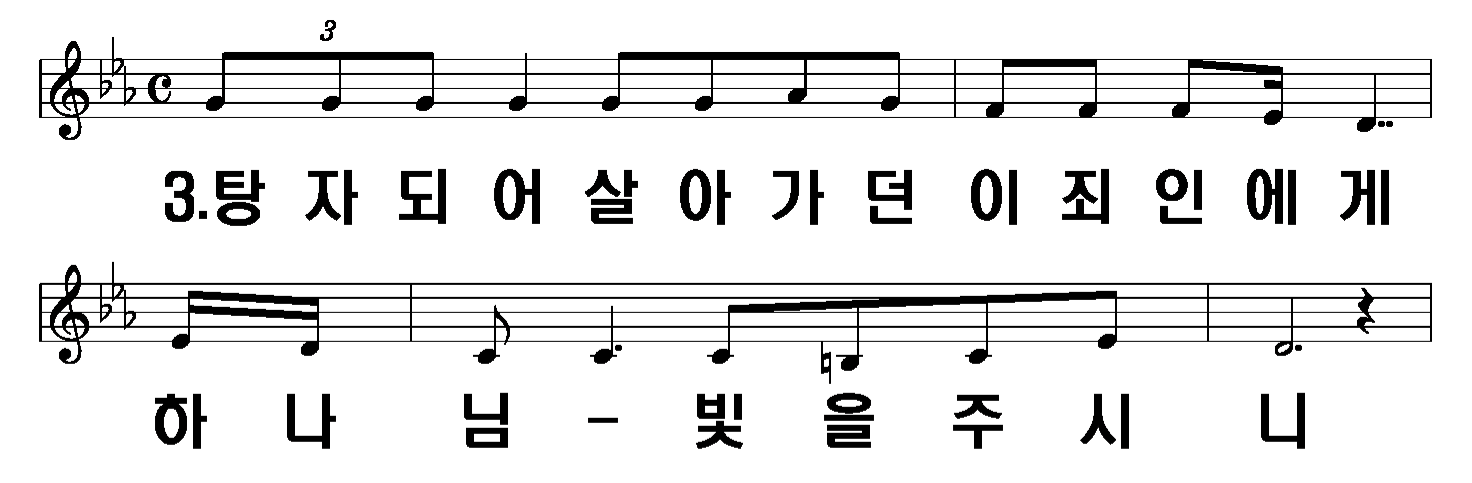 3
3.탕 자 되 어 살 아 가 던 이 죄 인 에 게
하 나 님 - 빛 을 주 시 니